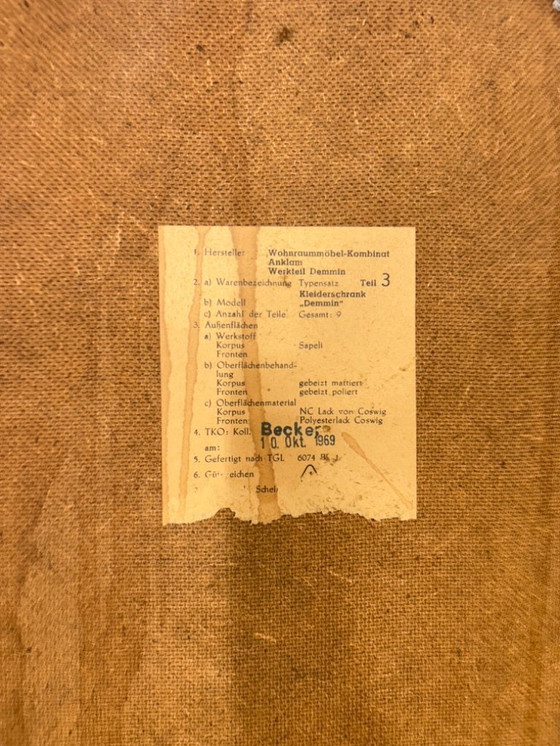 1. Hersteller Wohnraummöbel-Kombinat
Anklam
Werkteil Demmin
2. a) Warenbezeichnung Typensatz Teil 3
Kleiderschrank
b) Modell „Demmin“
c) Anzahl der Teile Gesamt: 9
3. Außenflächen
a) Werkstoff
Korpus Sapeli
Fronten
b) Oberflächenbehand-
lung
Korpus gebeizt mattiert
Fronten gebeizt poliert
c) Oberflächenmaterial
Korpus NC Lack von Coswig
Fronten: Polyesterlack Coswig
4. TKO: Koll. Becker
am: 10. Okt. 1969
5. Gefertigt nach TGL 6074
6.